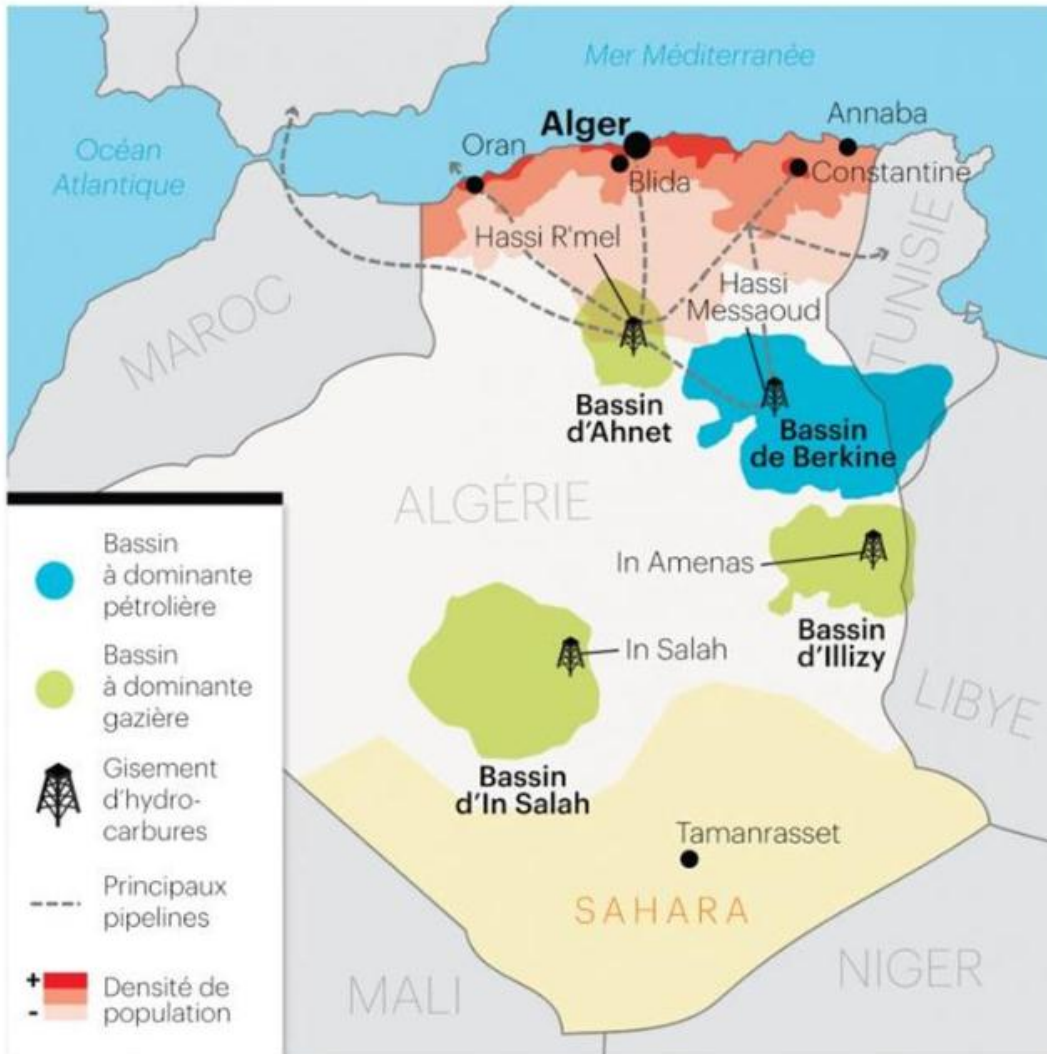 Mer Méditerranée
Océan
Atlantique
Oran
Alger
Blida
Annaba
Constantine
Hassi R'mel
Hassi
Messaoud
MAROC
TUNISIE
Bassin
d'Ahnet
Bassin
de Berkine
ALGÉRIE
In Amenas
Bassin
d'Illizy
In Salah
LIBYE
Bassin
d'In Salah
Tamanrasset
SAHARA
MALI
NIGER
Bassin
à dominante
pétrolière
Bassin
à dominante
gazière
Gisement
d'hydro-
carbures
Principaux
pipelines
+
-
Densité de
population